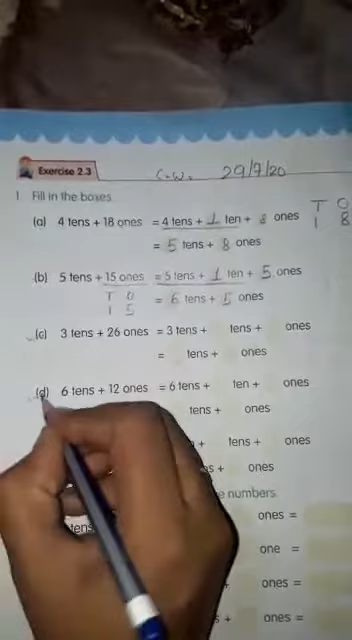 Exercise 2.3 C.W. 29/7/20
1 Fill in the boxes.
(a) 4 tens + 18 ones = 4 tens + 1 ten + 8 ones T O
= 5 tens + 8 ones 1 8
(b) 5 tens + 15 ones = 5 tens + 1 ten + 5 ones
T O = 6 tens + 5 ones
1 5
(c) 3 tens + 26 ones = 3 tens + tens + ones
= tens + ones
(d) 6 tens + 12 ones = 6 tens + ten + ones
tens + ones
+ tens + ones
+ ones
numbers
tens ones =
one =
+ ones =
+ ones =